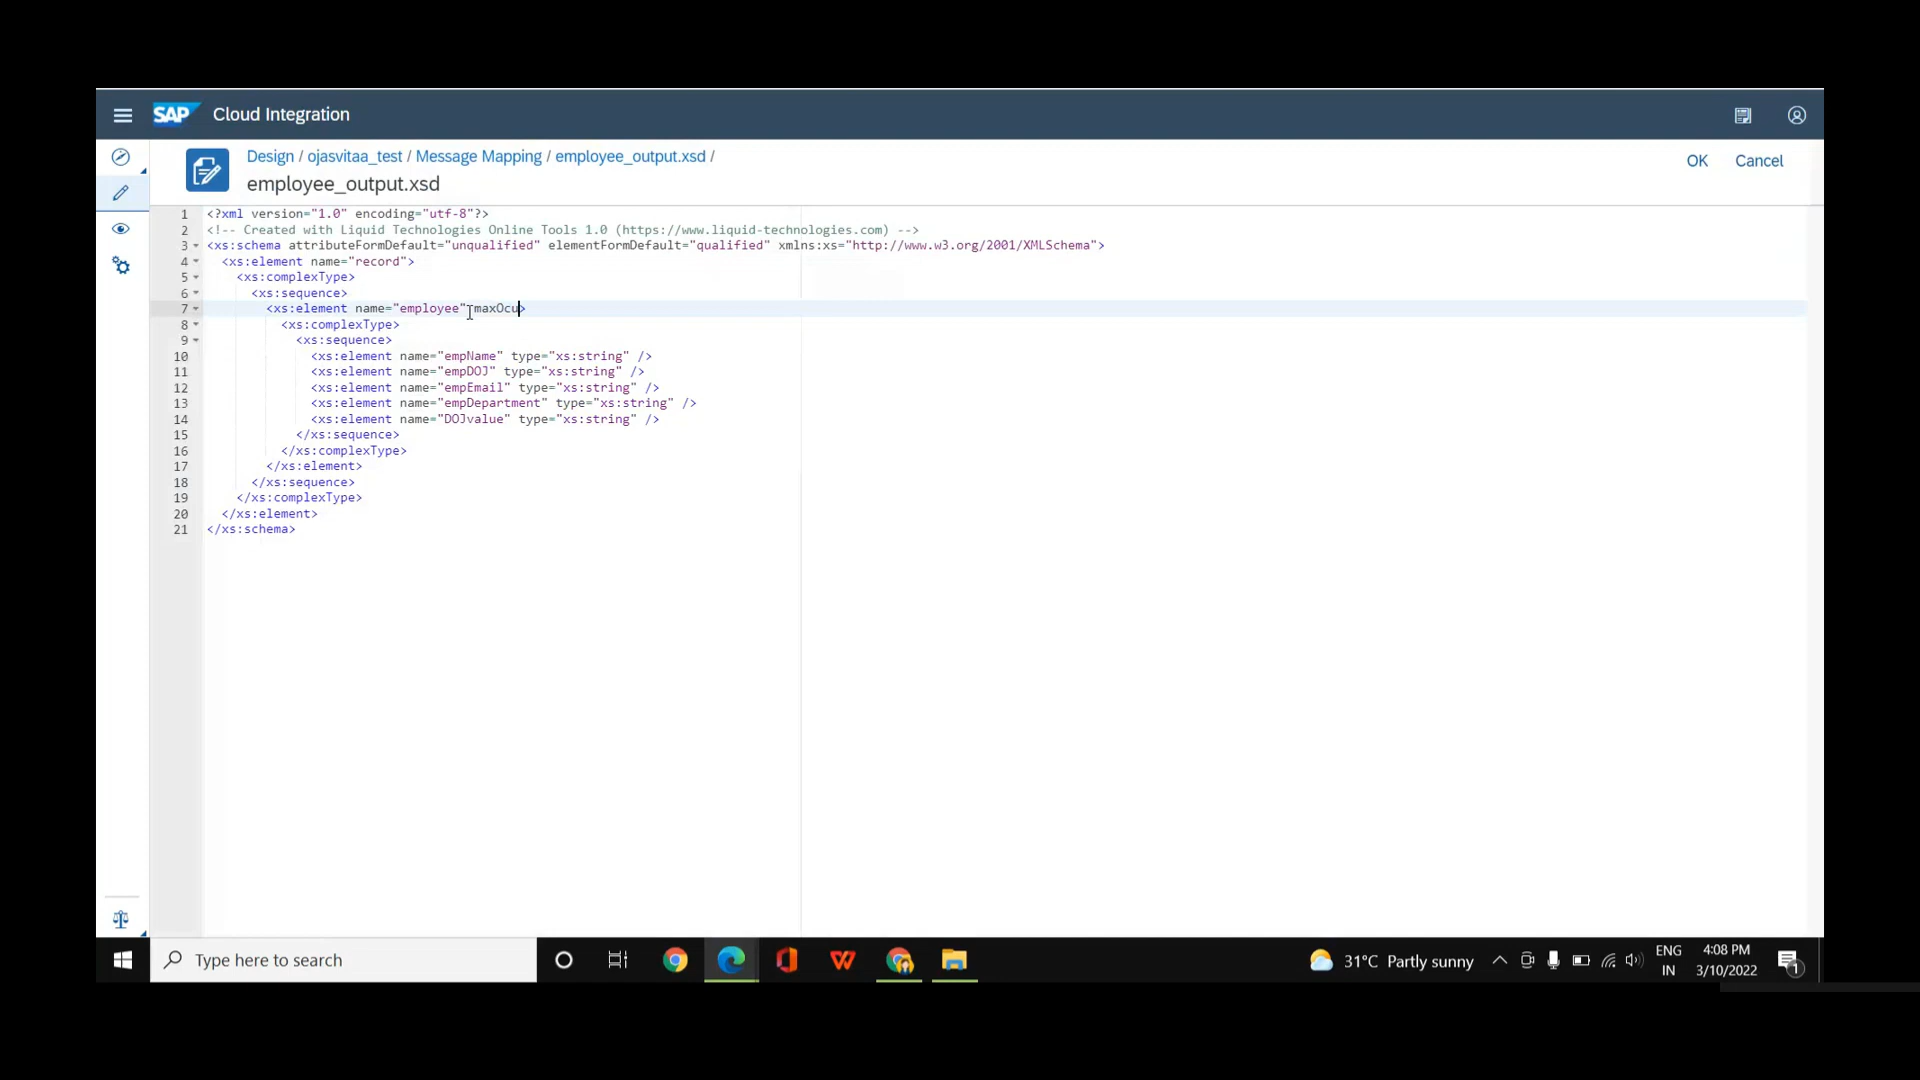 SAP Cloud Integration
Design / ojasvitaa_test / Message Mapping / employee_output.xsd /
employee_output.xsd
OK Cancel
1 <?xml version="1.0" encoding="utf-8"?>
2 <!-- Created with Liquid Technologies Online Tools 1.0 (https://www.liquid-technologies.com) -->
3 <xs:schema attributeFormDefault="unqualified" elementFormDefault="qualified" xmlns:xs="http://www.w3.org/2001/XMLSchema">
4 <xs:element name="record">
5 <xs:complexType>
6 <xs:sequence>
7 <xs:element name="employee" maxOcu>
8 <xs:complexType>
9 <xs:sequence>
10 <xs:element name="empName" type="xs:string" />
11 <xs:element name="empDOJ" type="xs:string" />
12 <xs:element name="empEmail" type="xs:string" />
13 <xs:element name="empDepartment" type="xs:string" />
14 <xs:element name="DOJvalue" type="xs:string" />
15 </xs:sequence>
16 </xs:complexType>
17 </xs:element>
18 </xs:sequence>
19 </xs:complexType>
20 </xs:element>
21 </xs:schema>
Type here to search
31°C Partly sunny
ENG
IN
4:08 PM
3/10/2022
1